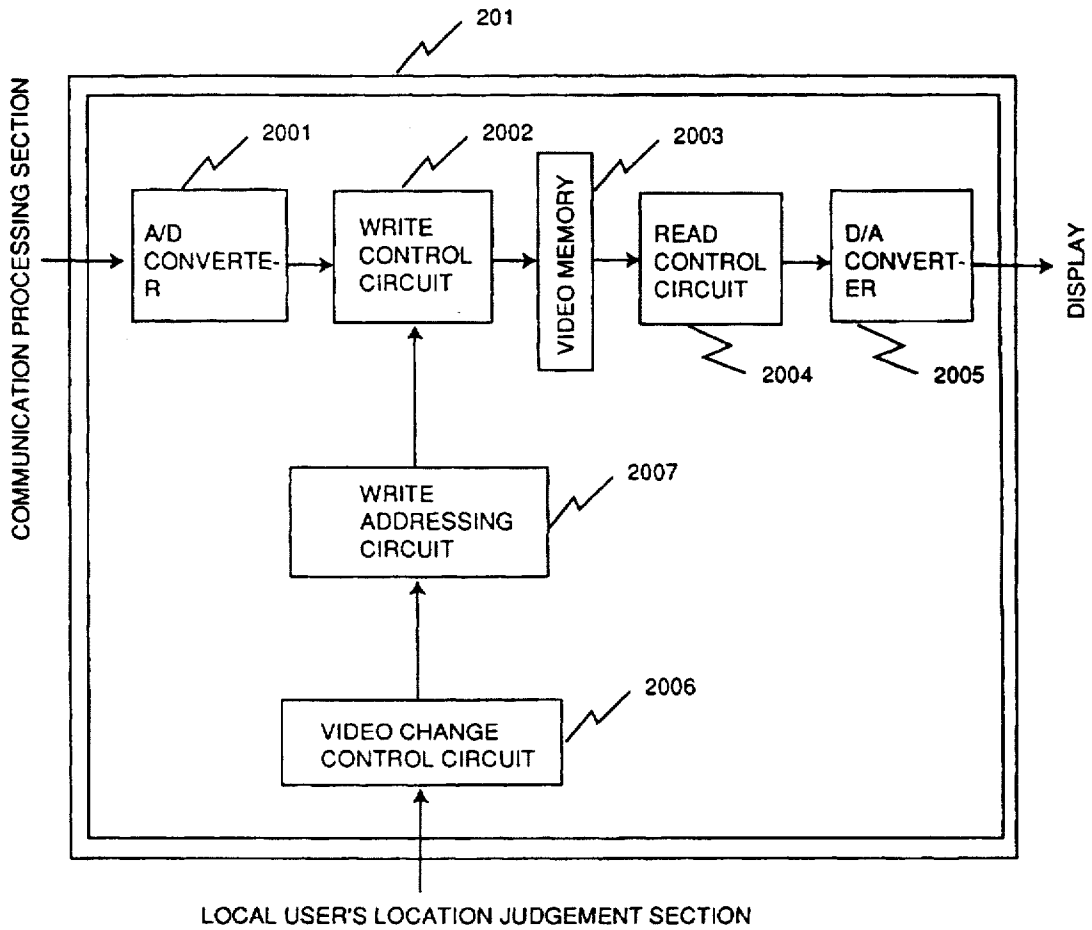 201
COMMUNICATION PROCESSING SECTION
2001
2002
2003
A/D
CONVERTE-
R
WRITE
CONTROL
CIRCUIT
VIDEO MEMORY
READ
CONTROL
CIRCUIT
D/A
CONVERT-
ER
DISPLAY
2004
2005
WRITE
ADDRESSING
CIRCUIT
2007
VIDEO CHANGE
CONTROL CIRCUIT
2006
LOCAL USER'S LOCATION JUDGEMENT SECTION